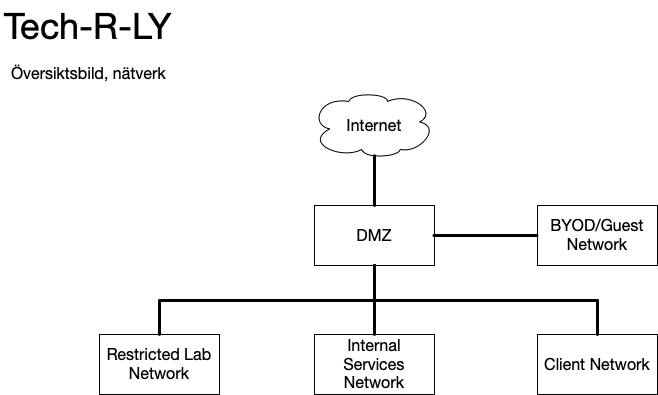 Tech-R-LY
Översiktsbild, nätverk
Internet
DMZ
BYOD/Guest
Network
Restricted Lab
Network
Internal
Services
Network
Client Network